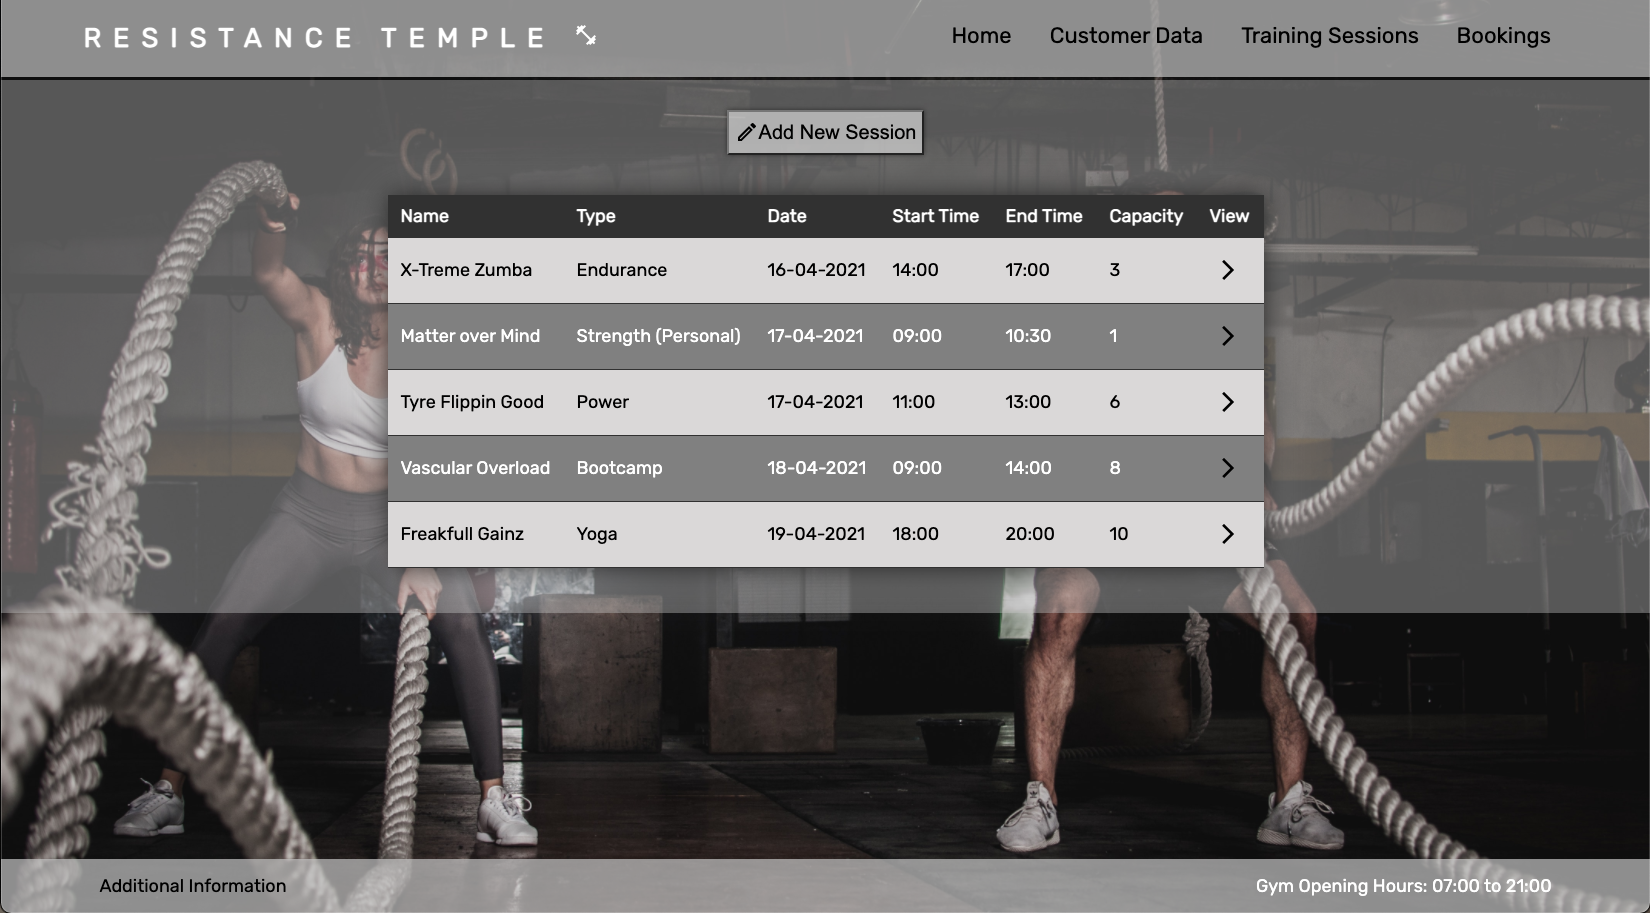 RESISTANCE TEMPLE
Home Customer Data Training Sessions Bookings
Add New Session
Name Type Date Start Time End Time Capacity View
X-Treme Zumba Endurance 16-04-2021 14:00 17:00 3
Matter over Mind Strength (Personal) 17-04-2021 09:00 10:30 1
Tyre Flippin Good Power 17-04-2021 11:00 13:00 6
Vascular Overload Bootcamp 18-04-2021 09:00 14:00 8
Freakfull Gainz Yoga 19-04-2021 18:00 20:00 10
Additional Information
Gym Opening Hours: 07:00 to 21:00